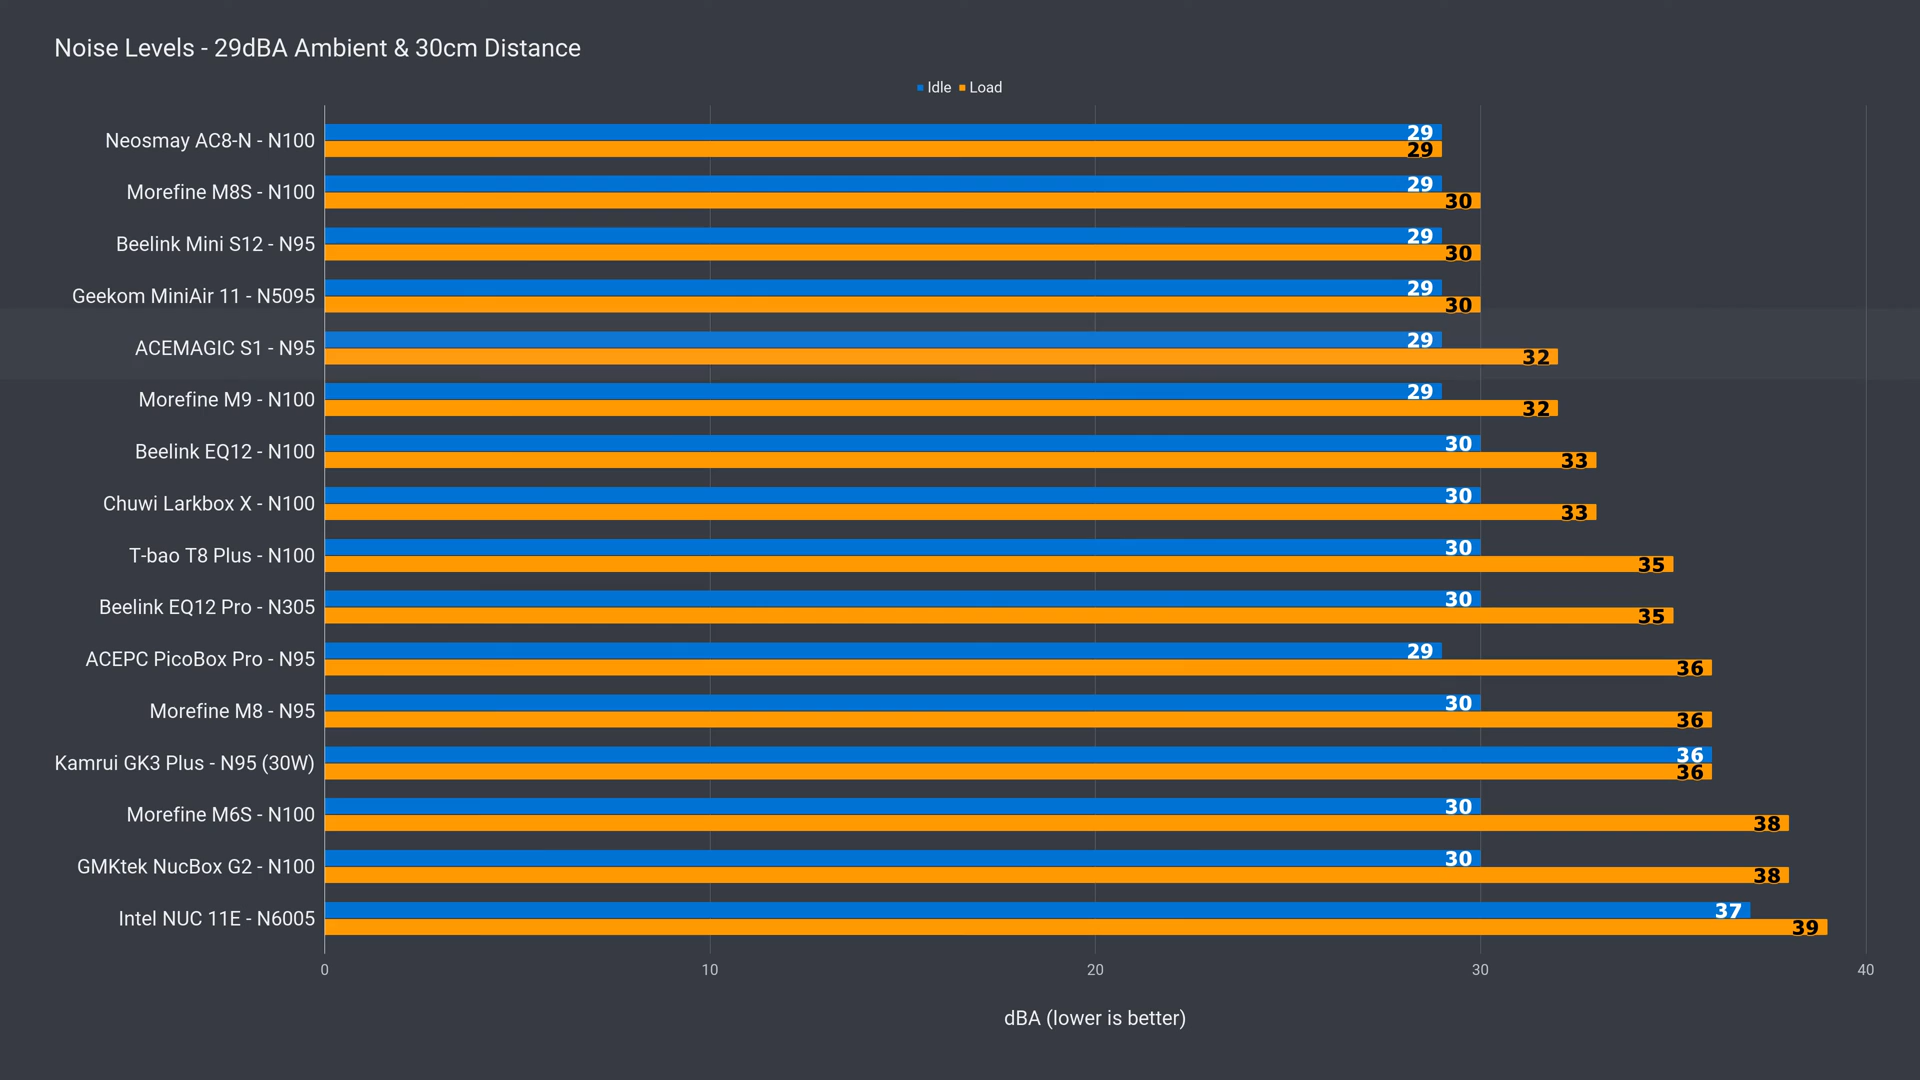 Noise Levels - 29dBA Ambient & 30cm Distance
Idle Load
Neosmay AC8-N - N100 29 29
Morefine M8S - N100 29 30
Beelink Mini S12 - N95 29 30
Geekom MiniAir 11 - N5095 29 30
ACEMAGIC S1 - N95 29 32
Morefine M9 - N100 29 32
Beelink EQ12 - N100 30 33
Chuwi Larkbox X - N100 30 33
T-bao T8 Plus - N100 30 35
Beelink EQ12 Pro - N305 30 35
ACEPC PicoBox Pro - N95 29 36
Morefine M8 - N95 30 36
Kamrui GK3 Plus - N95 (30W) 36 36
Morefine M6S - N100 30 38
GMKtek NucBox G2 - N100 30 38
Intel NUC 11E - N6005 37 39
0 10 20 30 40
dBA (lower is better)